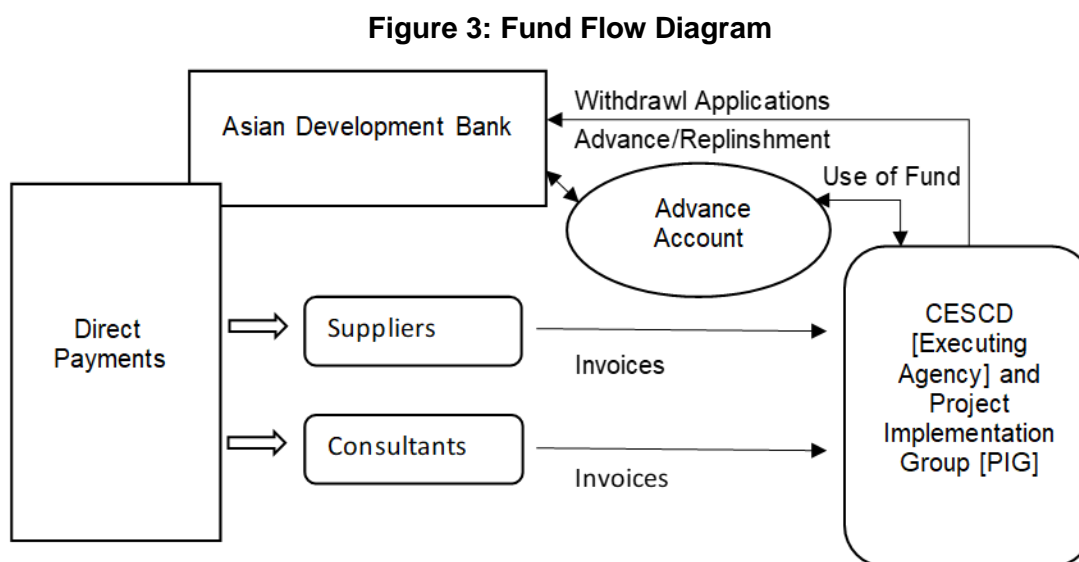 Figure 3: Fund Flow Diagram
Asian Development Bank
Withdrawl Applications
Advance/Replinshment
Use of Fund
Advance
Account
Direct
Payments
Suppliers
Invoices
Consultants
Invoices
CESCD
[Executing
Agency] and
Project
Implementation
Group [PIG]